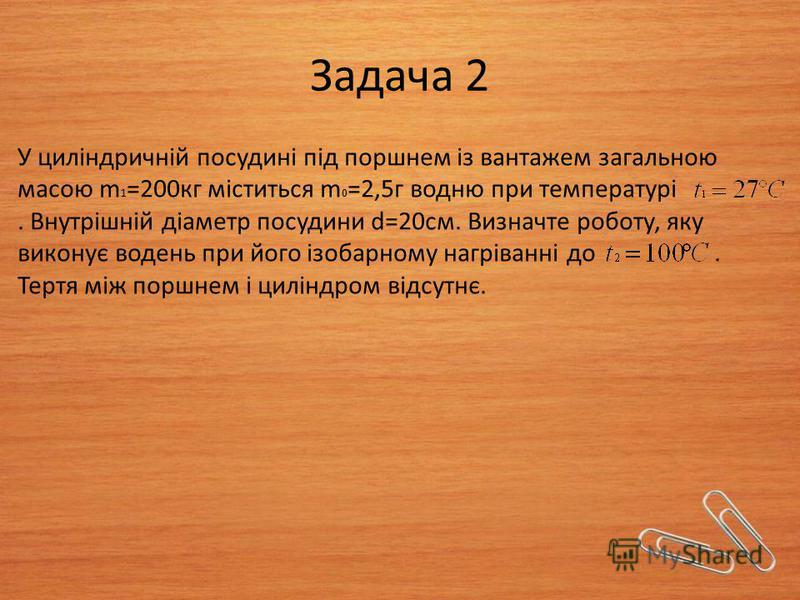 Задача 2
У циліндричній посудині під поршнем із вантажем загальною
масою m₁=200кг міститься m₀=2,5г водню при температурі t₁ = 27°C
. Внутрішній діаметр посудини d=20см. Визначте роботу, яку
виконує водень при його ізобарному нагріванні до t₂ =100°C .
Тертя між поршнем і циліндром відсутнє.
MyShared